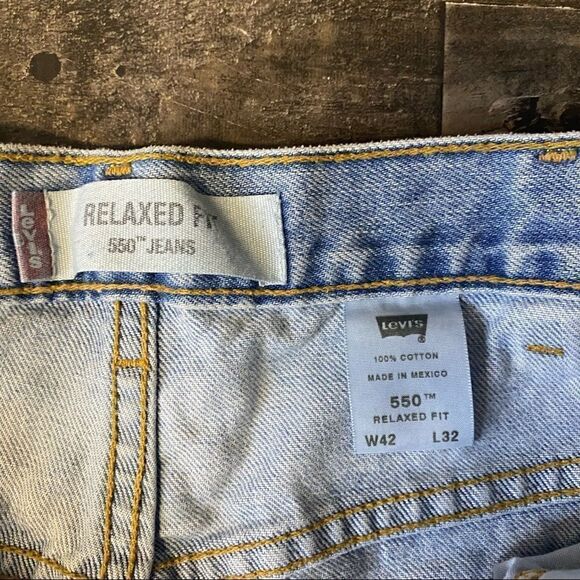 LEVI'S
RELAXED FIT
550™ JEANS
Levi's
®
100% COTTON
MADE IN MEXICO
550™
RELAXED FIT
W42 L32